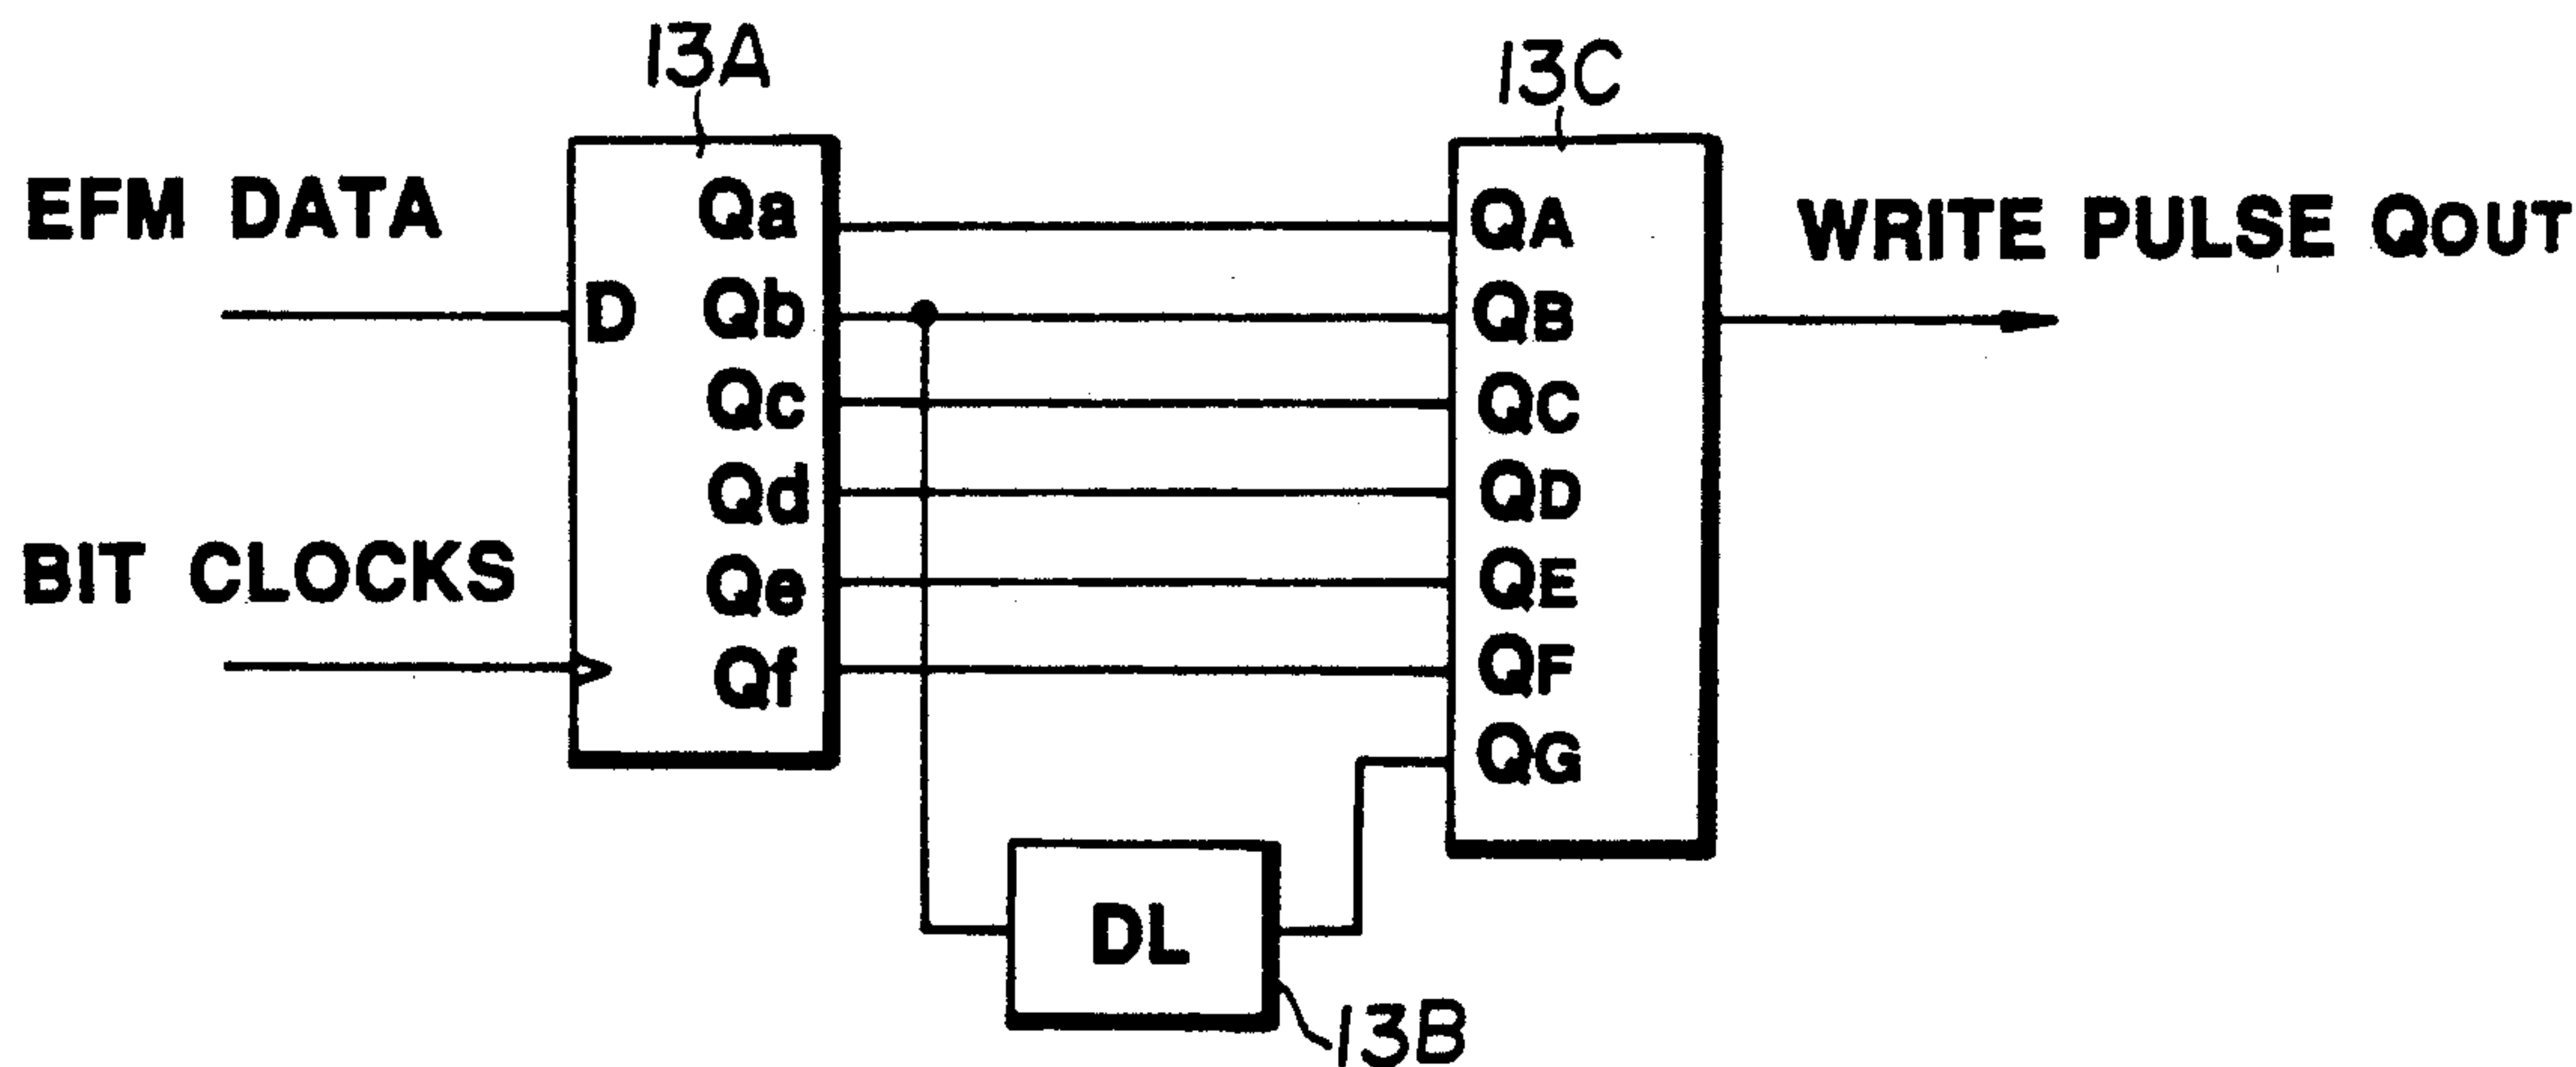 13A
13C
EFM DATA
D
Qa
Qb
Qc
Qd
Qe
Qf
BIT CLOCKS
QA
QB
QC
QD
QE
QF
QG
WRITE PULSE QOUT
DL
13B